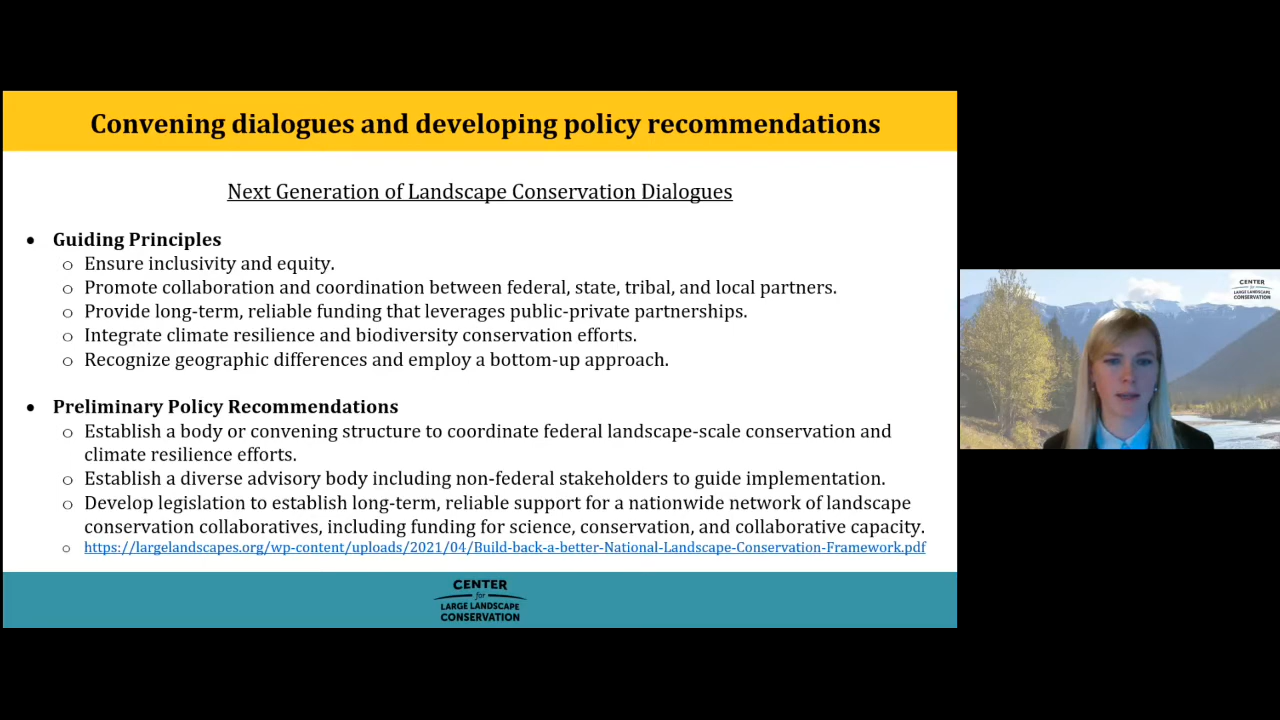 Convening dialogues and developing policy recommendations
Next Generation of Landscape Conservation Dialogues
• Guiding Principles
o Ensure inclusivity and equity.
o Promote collaboration and coordination between federal, state, tribal, and local partners.
o Provide long-term, reliable funding that leverages public-private partnerships.
o Integrate climate resilience and biodiversity conservation efforts.
o Recognize geographic differences and employ a bottom-up approach.
• Preliminary Policy Recommendations
o Establish a body or convening structure to coordinate federal landscape-scale conservation and
climate resilience efforts.
o Establish a diverse advisory body including non-federal stakeholders to guide implementation.
o Develop legislation to establish long-term, reliable support for a nationwide network of landscape
conservation collaboratives, including funding for science, conservation, and collaborative capacity.
o https://largelandscapes.org/wp-content/uploads/2021/04/Build-back-a-better-National-Landscape-Conservation-Framework.pdf
CENTER
for
LARGE LANDSCAPE
CONSERVATION
CENTER
for
LARGE LANDSCAPE
CONSERVATION